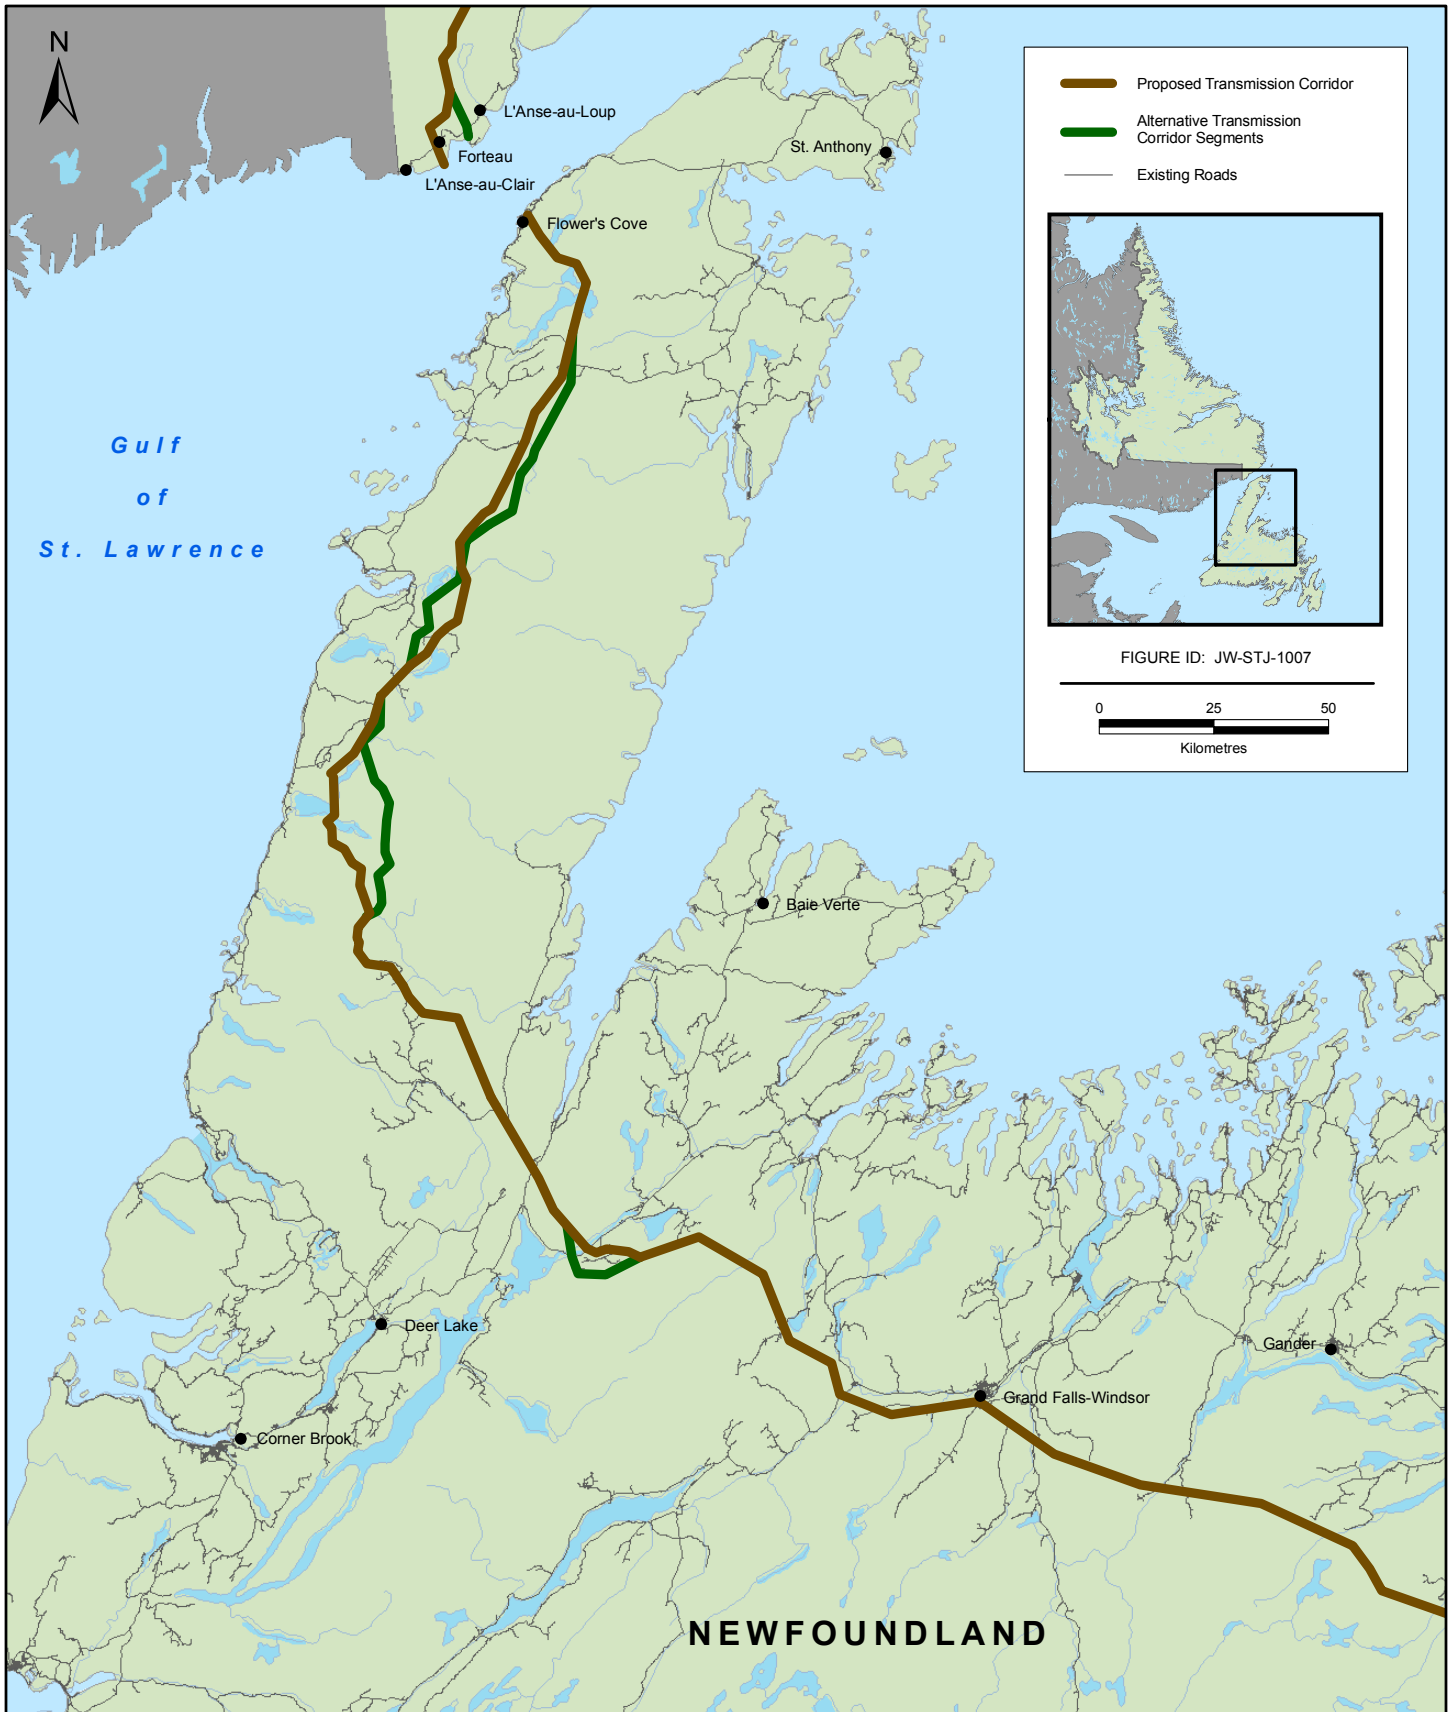 N
Proposed Transmission Corridor
Alternative Transmission
Corridor Segments
Existing Roads
L'Anse-au-Loup
Forteau
L'Anse-au-Clair
St. Anthony
Flower's Cove
Gulf
of
St. Lawrence
FIGURE ID: JW-STJ-1007
0 25 50
Kilometres
Baie Verte
Deer Lake
Gander
Grand Falls-Windsor
Corner Brook
NEWFOUNDLAND